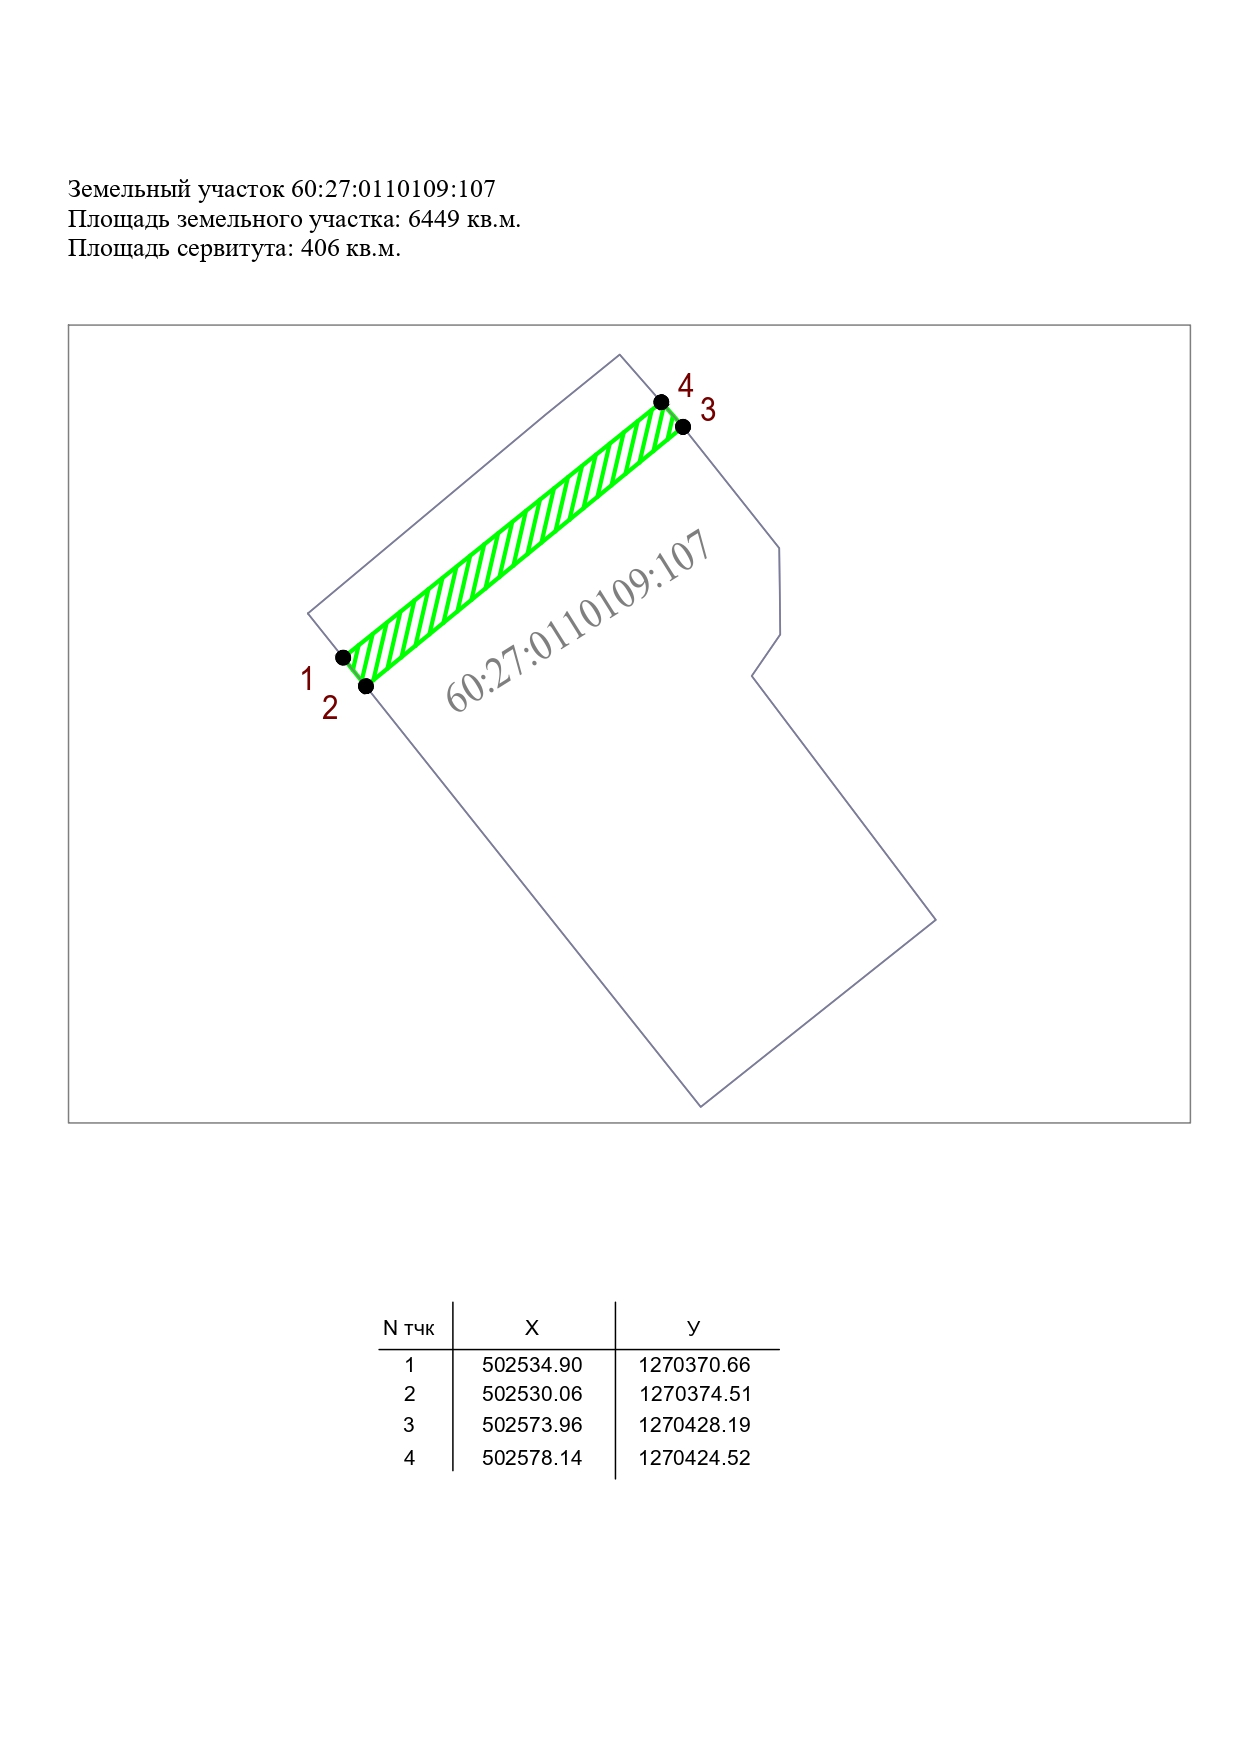 Земельный участок 60:27:0110109:107
Площадь земельного участка: 6449 кв.м.
Площадь сервитута: 406 кв.м.
4
3
60:27:0110109:107
1
2
N тчк X У
1 502534.90 1270370.66
2 502530.06 1270374.51
3 502573.96 1270428.19
4 502578.14 1270424.52